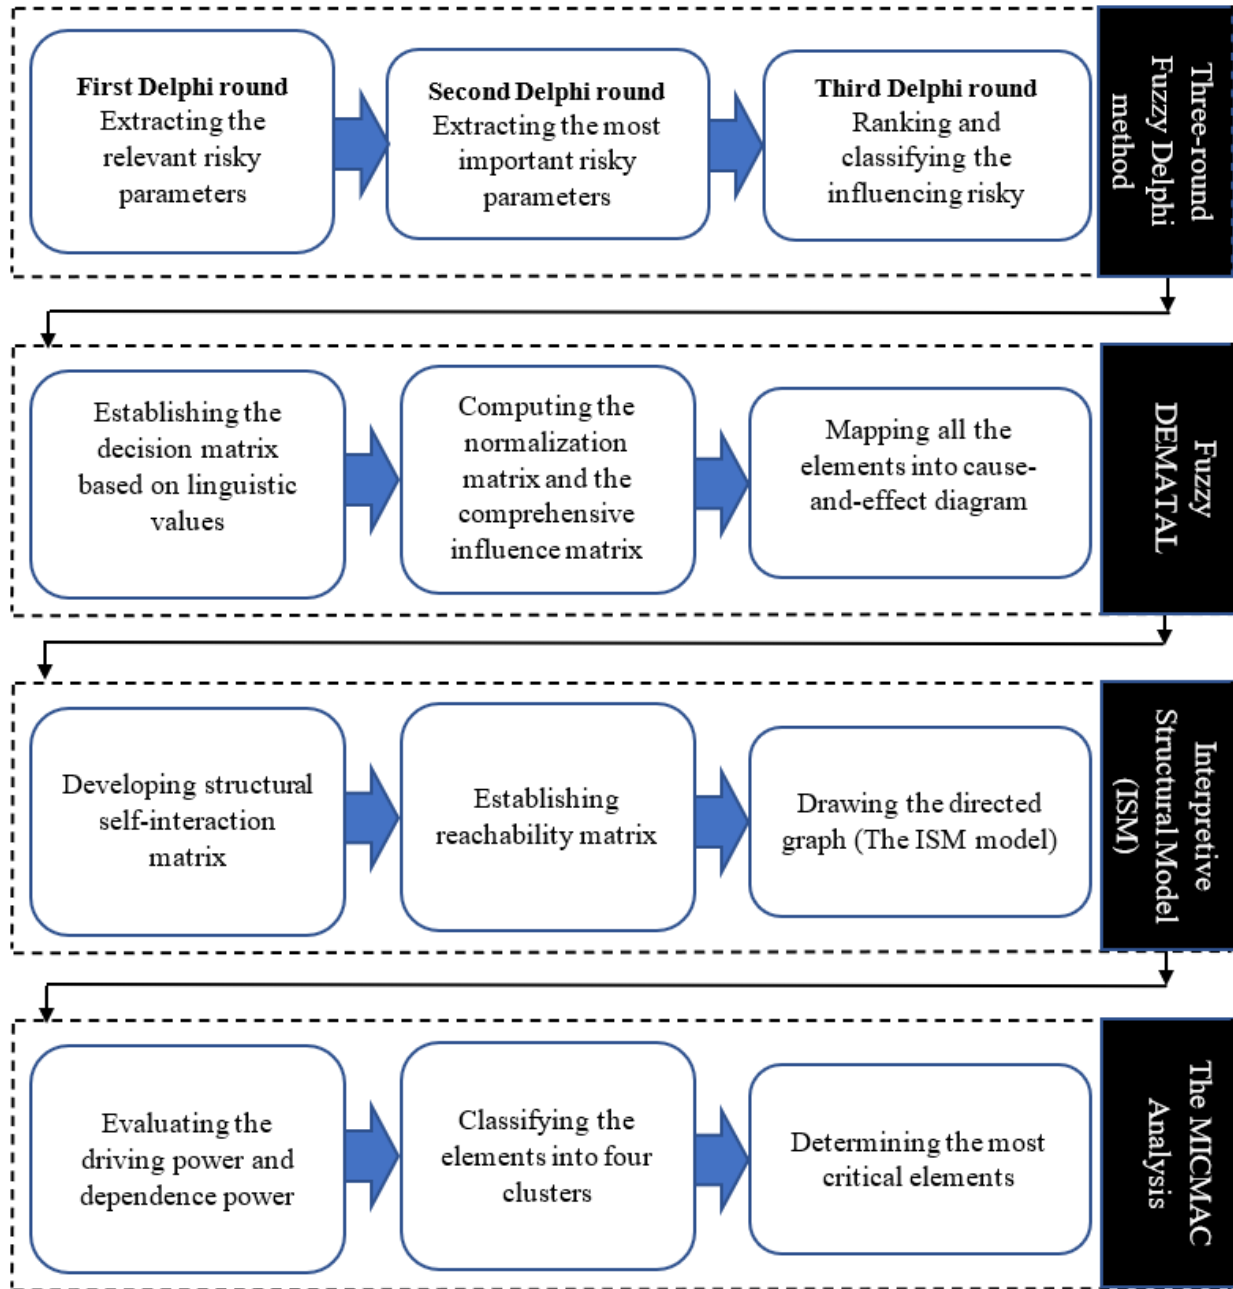 First Delphi round
Extracting the
relevant risky
parameters
Second Delphi round
Extracting the most
important risky
parameters
Third Delphi round
Ranking and
classifying the
influencing risky
Three-round
Fuzzy Delphi
method
Establishing the
decision matrix
based on linguistic
values
Computing the
normalization
matrix and the
comprehensive
influence matrix
Mapping all the
elements into cause-
and-effect diagram
Fuzzy
DEMATAL
Developing structural
self-interaction
matrix
Establishing
reachability matrix
Drawing the directed
graph (The ISM model)
Interpretive
Structural Model
(ISM)
Evaluating the
driving power and
dependence power
Classifying the
elements into four
clusters
Determining the most
critical elements
The MICMAC
Analysis